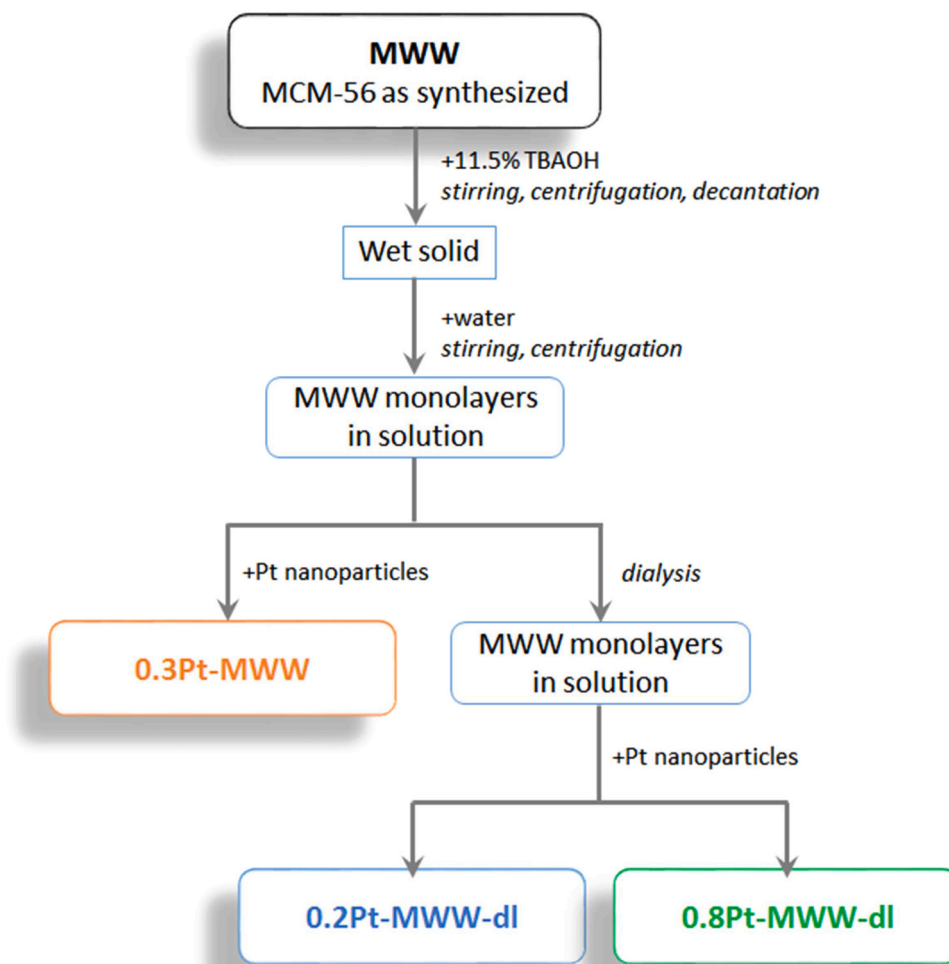 MWW
MCM-56 as synthesized
+11.5% TBAOH
stirring, centrifugation, decantation
Wet solid
+water
stirring, centrifugation
MWW monolayers
in solution
+Pt nanoparticles
dialysis
0.3Pt-MWW
MWW monolayers
in solution
+Pt nanoparticles
0.2Pt-MWW-dl
0.8Pt-MWW-dl